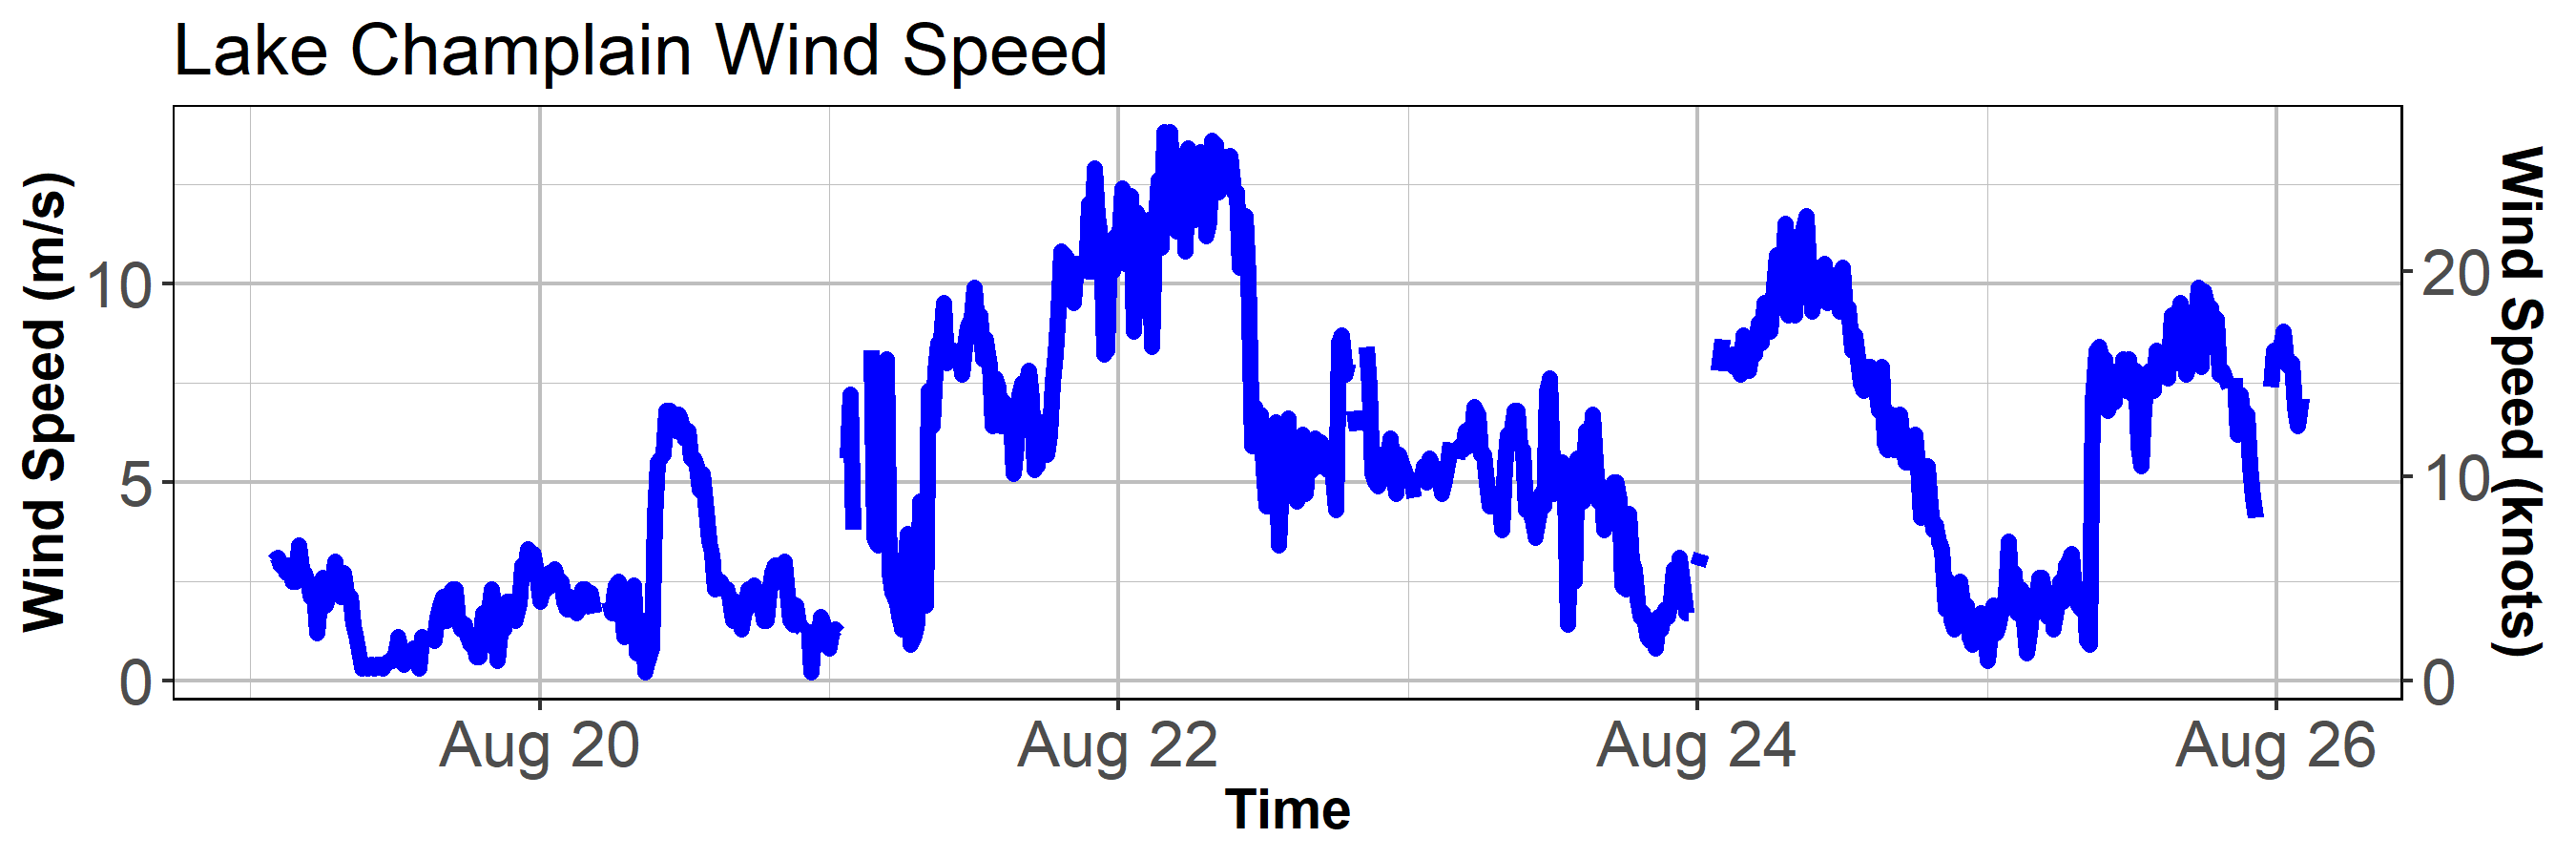 Lake Champlain Wind Speed
Wind Speed (m/s)
10
5
0
20
10
0
Wind Speed (knots)
Aug 20
Aug 22
Aug 24
Aug 26
Time